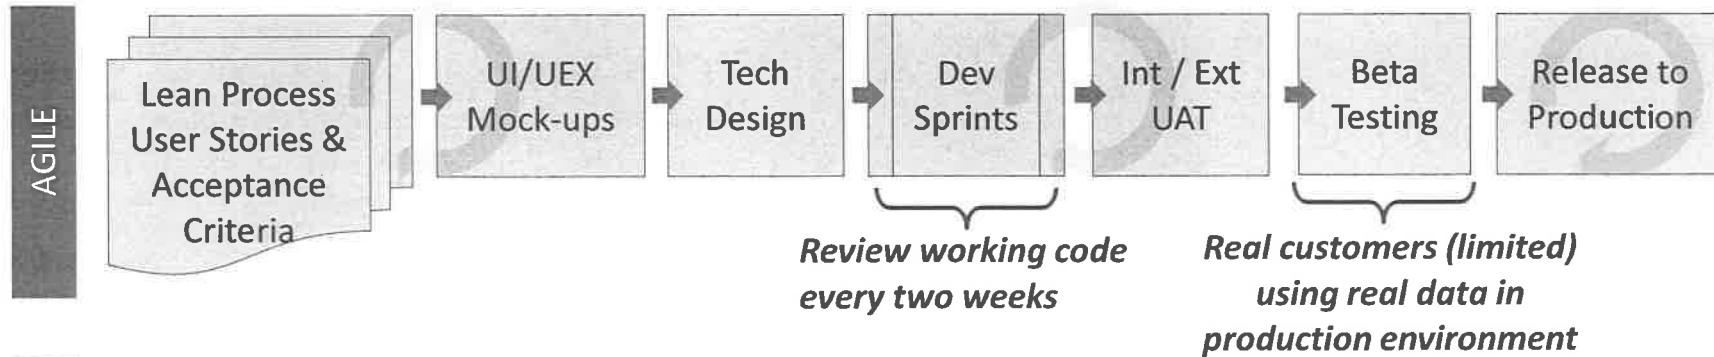 AGILE
Lean Process
User Stories &
Acceptance
Criteria
UI/UEX
Mock-ups
Tech
Design
Dev
Sprints
Int / Ext
UAT
Beta
Testing
Release to
Production
Review working code
every two weeks
Real customers (limited)
using real data in
production environment